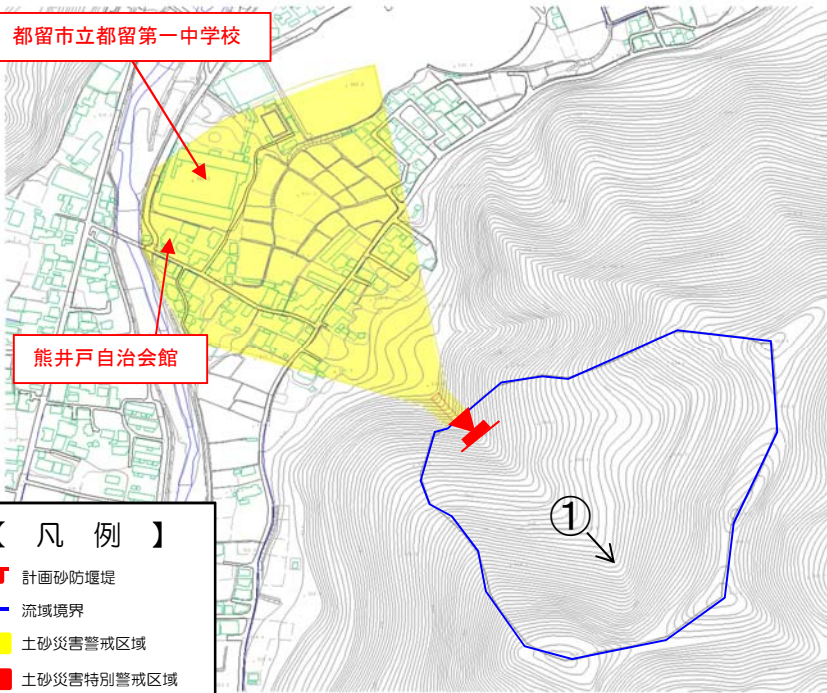 都留市立都留第一中学校
熊井戸自治会館
①
【 凡 例 】
計画砂防堰堤
流域境界
土砂災害警戒区域
土砂災害特別警戒区域